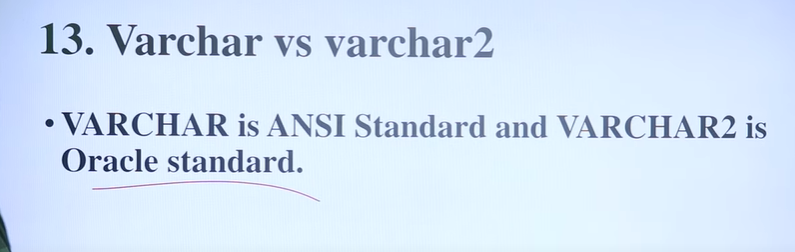 13. Varchar vs varchar2
• VARCHAR is ANSI Standard and VARCHAR2 is
Oracle standard.